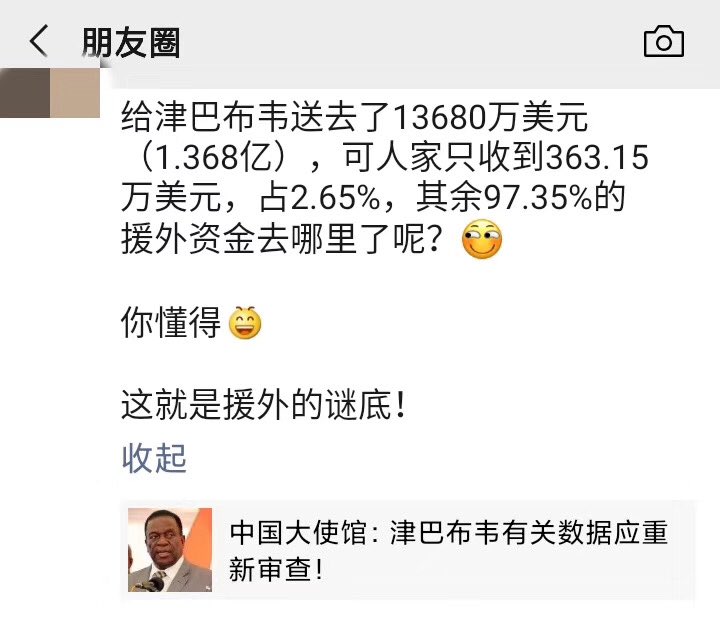 朋友圈
给津巴布韦送去了13680万美元
（1.368亿），可人家只收到363.15
万美元，占2.65%，其余97.35%的
援外资金去哪里了呢？
你懂得
这就是援外的谜底！
收起
中国大使馆：津巴布韦有关数据应重
新审查！